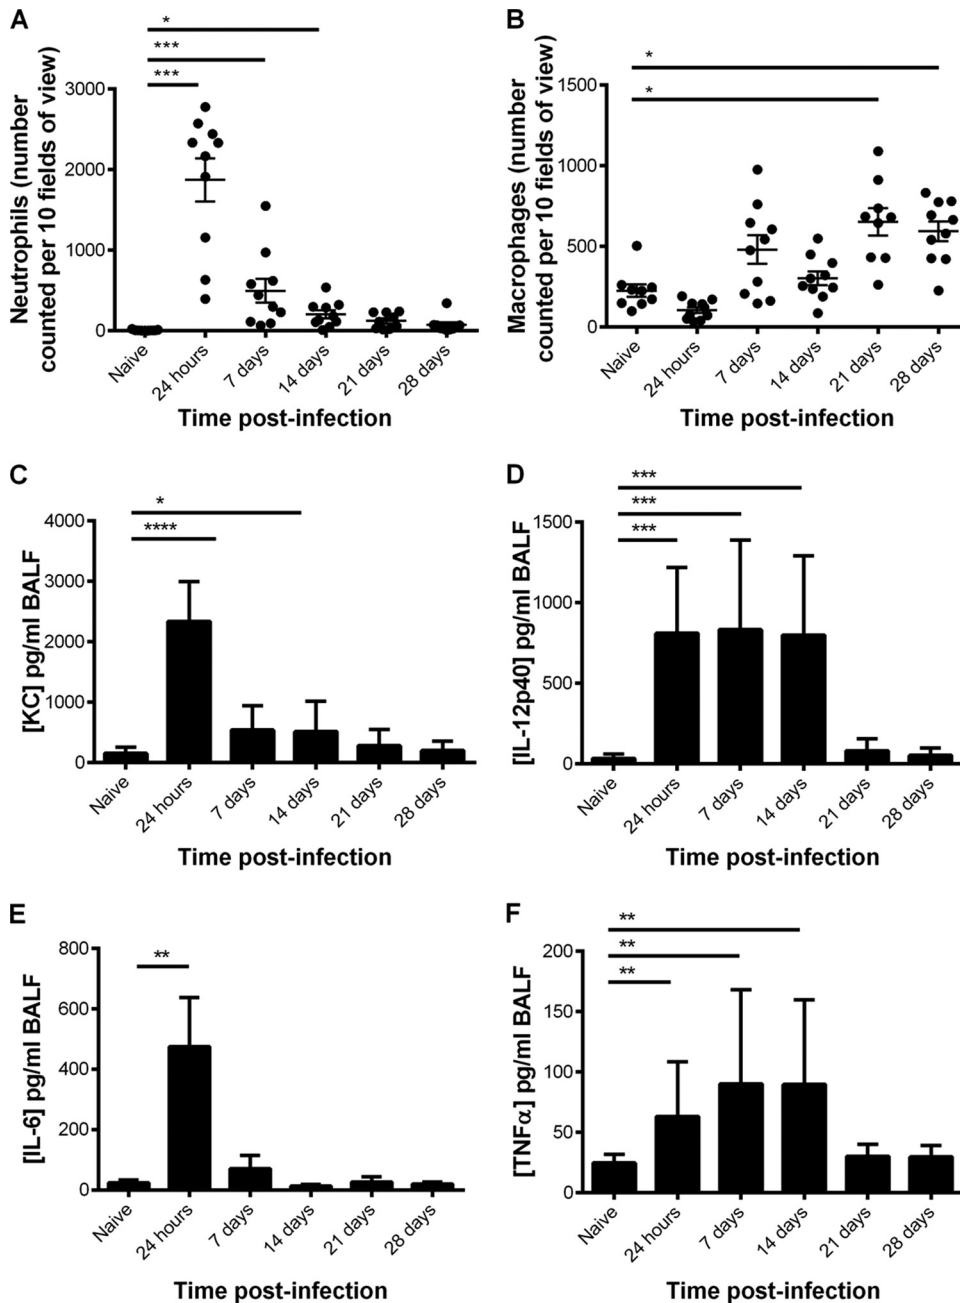 A
*
***
***
Neutrophils (number
counted per 10 fields of view)
3000
2000
1000
0
Naive
24 hours
7 days
14 days
21 days
28 days
Time post-infection
B
*
*
Macrophages (number
counted per 10 fields of view)
1500
1000
500
0
Naive
24 hours
7 days
14 days
21 days
28 days
Time post-infection
C
*
****
[KC] pg/ml BALF
4000
3000
2000
1000
0
Naive
24 hours
7 days
14 days
21 days
28 days
Time post-infection
D
***
***
***
[IL-12p40] pg/ml BALF
1500
1000
500
0
Naive
24 hours
7 days
14 days
21 days
28 days
Time post-infection
E
**
[IL-6] pg/ml BALF
800
600
400
200
0
Naive
24 hours
7 days
14 days
21 days
28 days
Time post-infection
F
**
**
**
[TNFα] pg/ml BALF
200
150
100
50
0
Naive
24 hours
7 days
14 days
21 days
28 days
Time post-infection